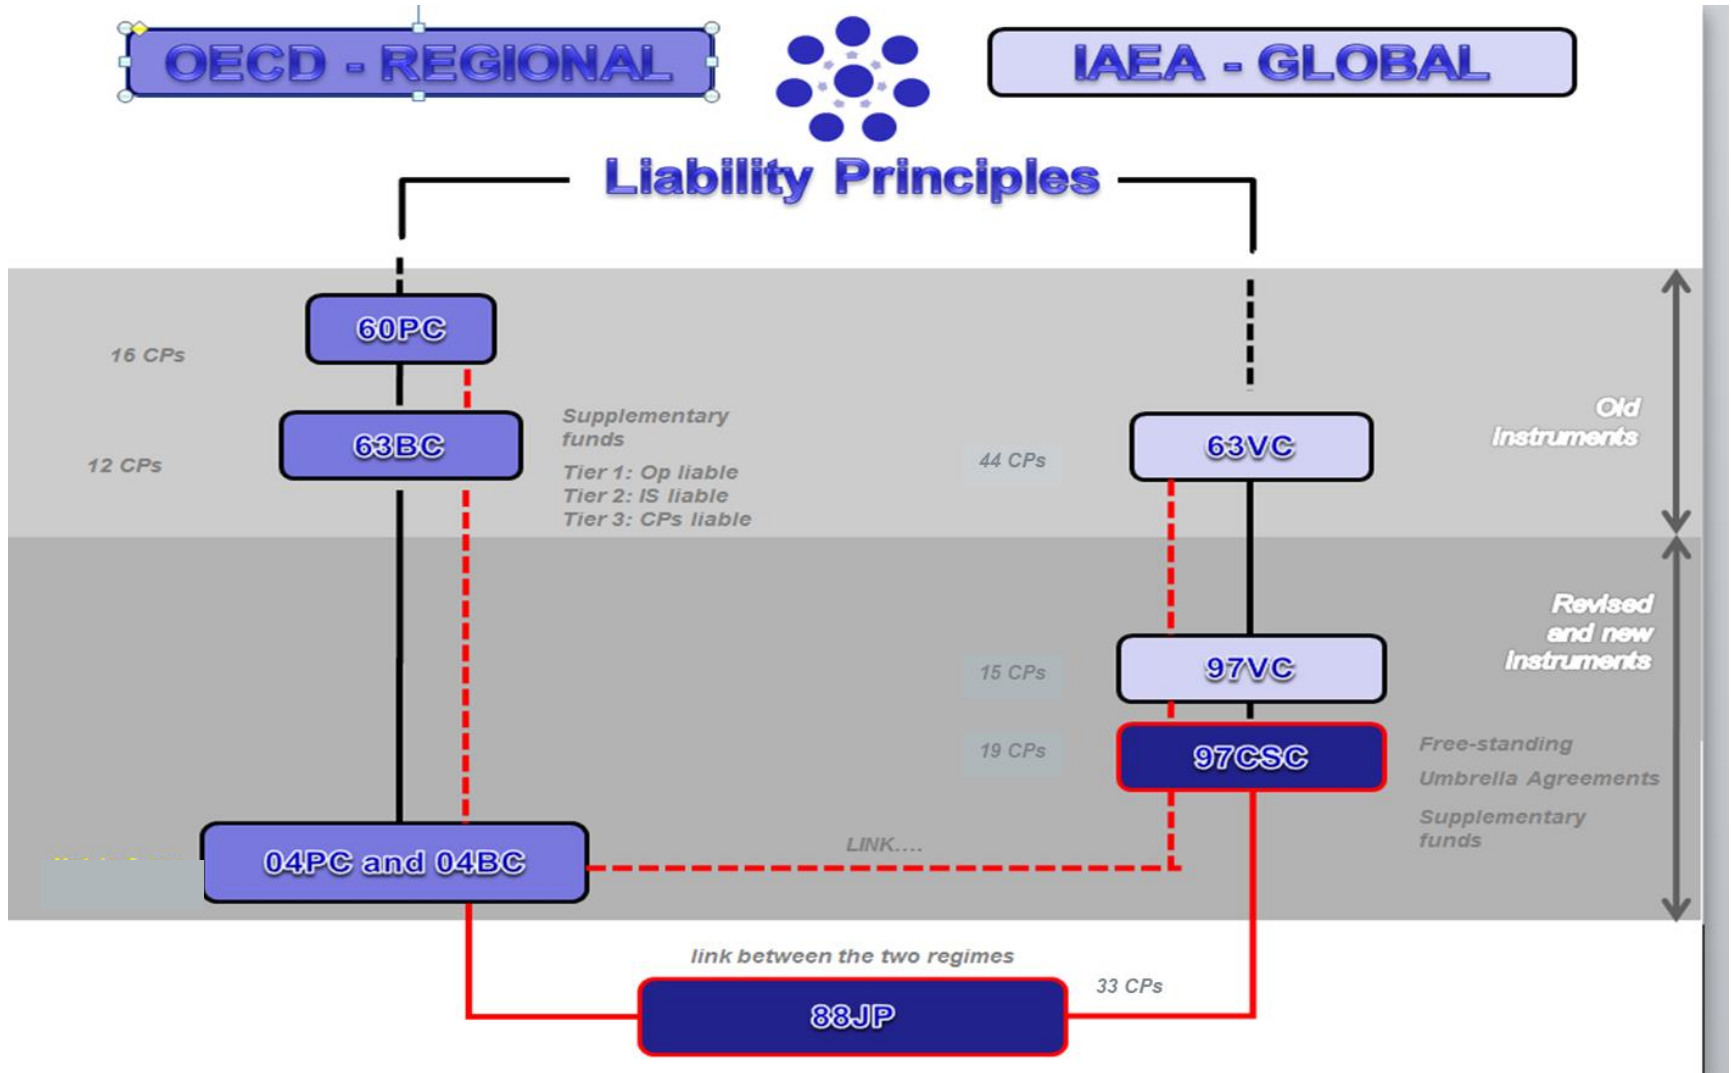 OECD - REGIONAL
IAEA - GLOBAL
Liability Principles
60PC
16 CPs
63BC
12 CPs
Supplementary
funds
Tier 1: Op liable
Tier 2: IS liable
Tier 3: CPs liable
44 CPs
63VC
Old
Instruments
Revised
and new
Instruments
15 CPs
97VC
19 CPs
97CSC
Free-standing
Umbrella Agreements
Supplementary
funds
04PC and 04BC
LINK....
link between the two regimes
88JP
33 CPs